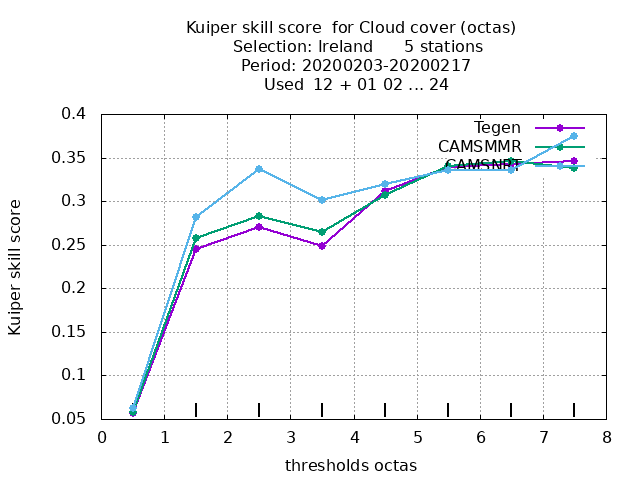 Kuiper skill score  for Cloud cover (octas)
Selection: Ireland      5 stations
Period: 20200203-20200217
Used  12 + 01 02 ... 24
Tegen
CAMSMMR
CAMSNRT
0.4
0.35
0.3
0.25
0.2
0.15
0.1
0.05
Kuiper skill score
0 1 2 3 4 5 6 7 8
thresholds octas